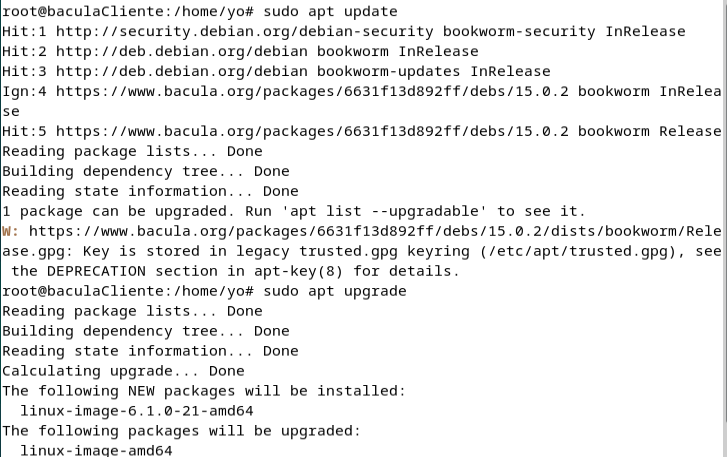 root@baculaCliente:/home/yo# sudo apt update
Hit:1 http://security.debian.org/debian-security bookworm-security InRelease
Hit:2 http://deb.debian.org/debian bookworm InRelease
Hit:3 http://deb.debian.org/debian bookworm-updates InRelease
Ign:4 https://www.bacula.org/packages/6631f13d892ff/debs/15.0.2 bookworm InRelea
se
Hit:5 https://www.bacula.org/packages/6631f13d892ff/debs/15.0.2 bookworm Release
Reading package lists... Done
Building dependency tree... Done
Reading state information... Done
1 package can be upgraded. Run 'apt list --upgradable' to see it.
W: https://www.bacula.org/packages/6631f13d892ff/debs/15.0.2/dists/bookworm/Rele
ase.gpg: Key is stored in legacy trusted.gpg keyring (/etc/apt/trusted.gpg), see
 the DEPRECATION section in apt-key(8) for details.
root@baculaCliente:/home/yo# sudo apt upgrade
Reading package lists... Done
Building dependency tree... Done
Reading state information... Done
Calculating upgrade... Done
The following NEW packages will be installed:
  linux-image-6.1.0-21-amd64
The following packages will be upgraded:
  linux-image-amd64